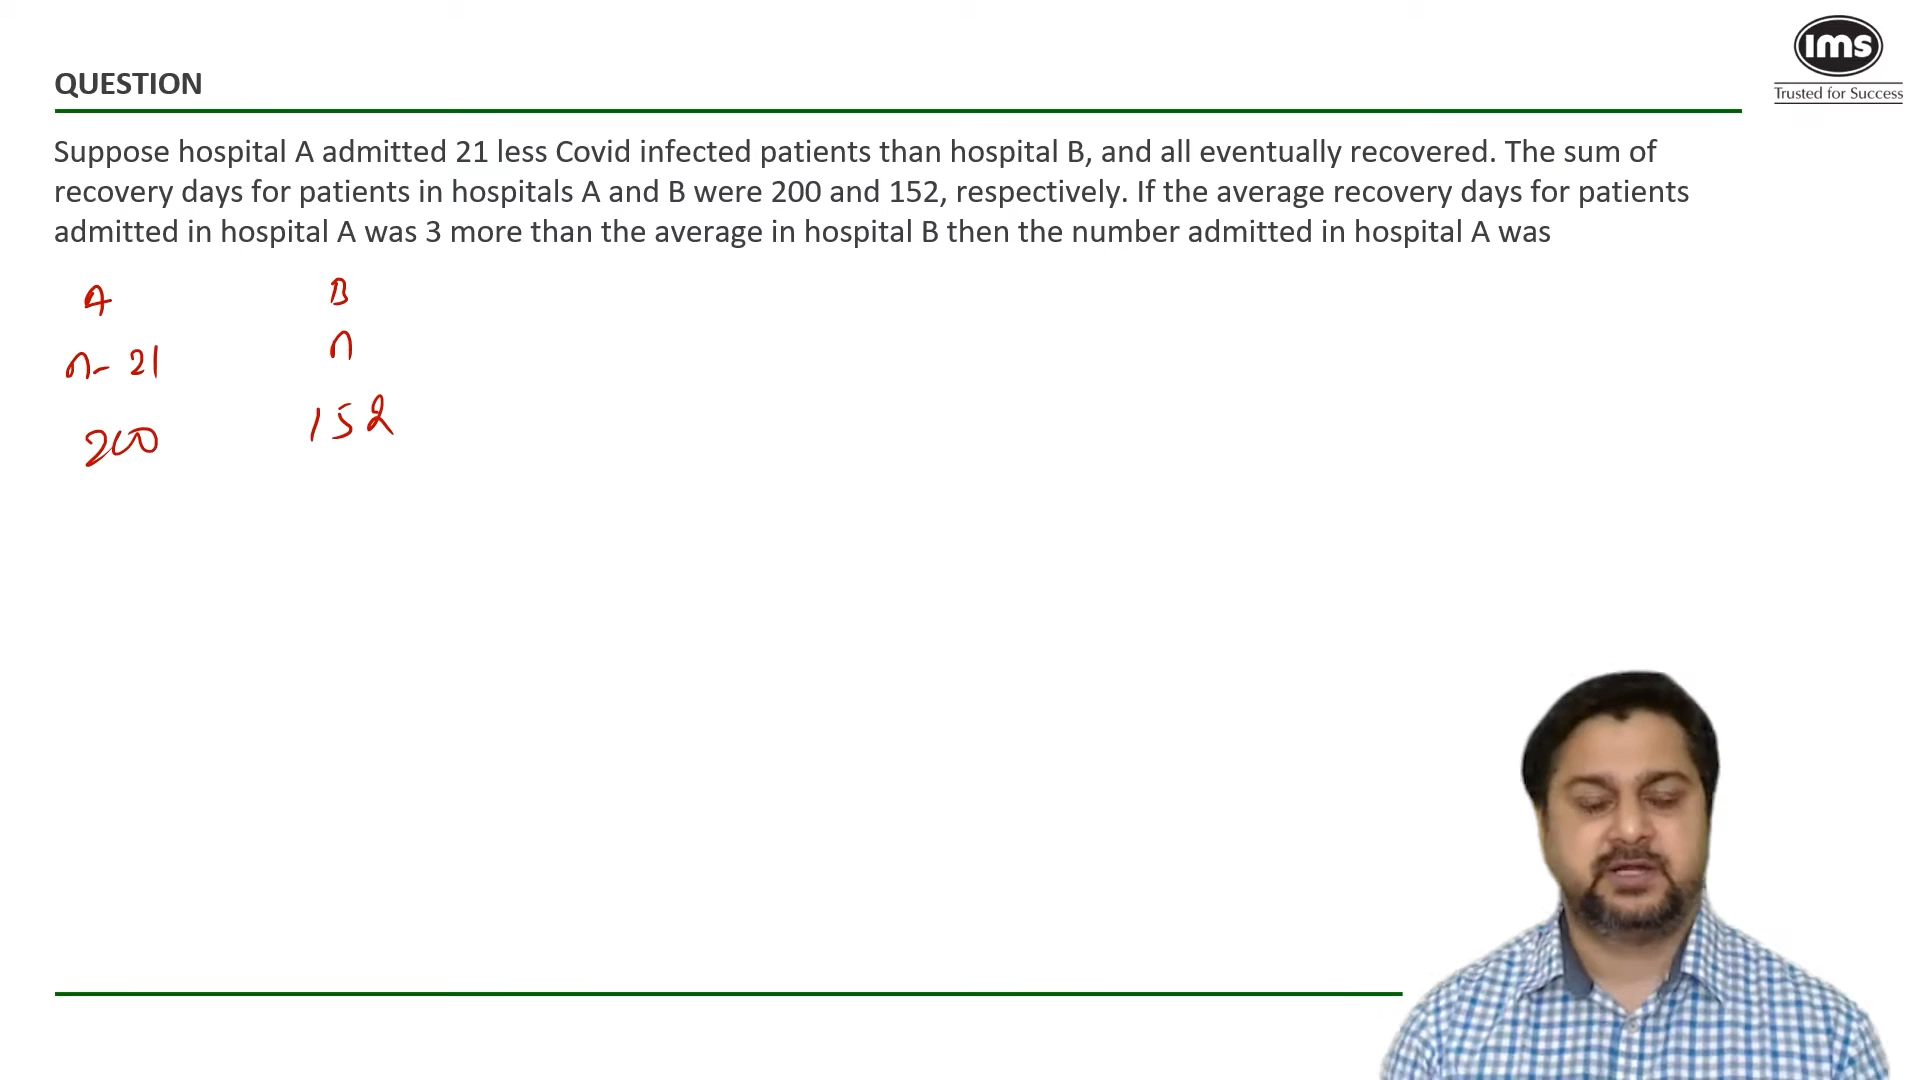 ims
Trusted for Success
QUESTION
Suppose hospital A admitted 21 less Covid infected patients than hospital B, and all eventually recovered. The sum of
recovery days for patients in hospitals A and B were 200 and 152, respectively. If the average recovery days for patients
admitted in hospital A was 3 more than the average in hospital B then the number admitted in hospital A was
A B
n- 21 n
200 152